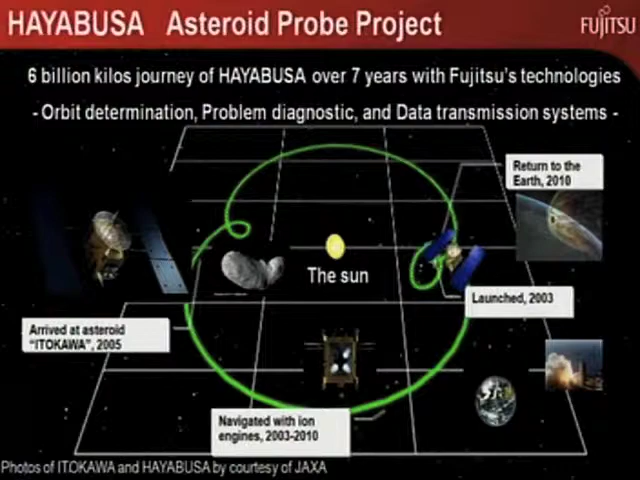 HAYABUSA Asteroid Probe Project
FUJITSU
6 billion kilos journey of HAYABUSA over 7 years with Fujitsu's technologies
- Orbit determination, Problem diagnostic, and Data transmission systems -
Return to the
Earth, 2010
The sun
Launched, 2003
Arrived at asteroid
"ITOKAWA", 2005
Navigated with ion
engines, 2003-2010
Photos of ITOKAWA and HAYABUSA by courtesy of JAXA